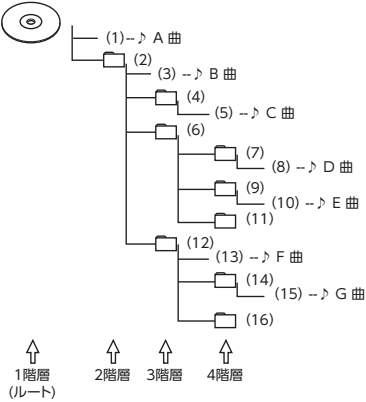 (1)--♪ A 曲
(2)
(3) --♪ B 曲
(4)
(5) --♪ C 曲
(6)
(7)
(8) --♪ D 曲
(9)
(10) --♪ E 曲
(11)
(12)
(13) --♪ F 曲
(14)
(15) --♪ G 曲
(16)
1階層 2階層 3階層 4階層
(ルート)